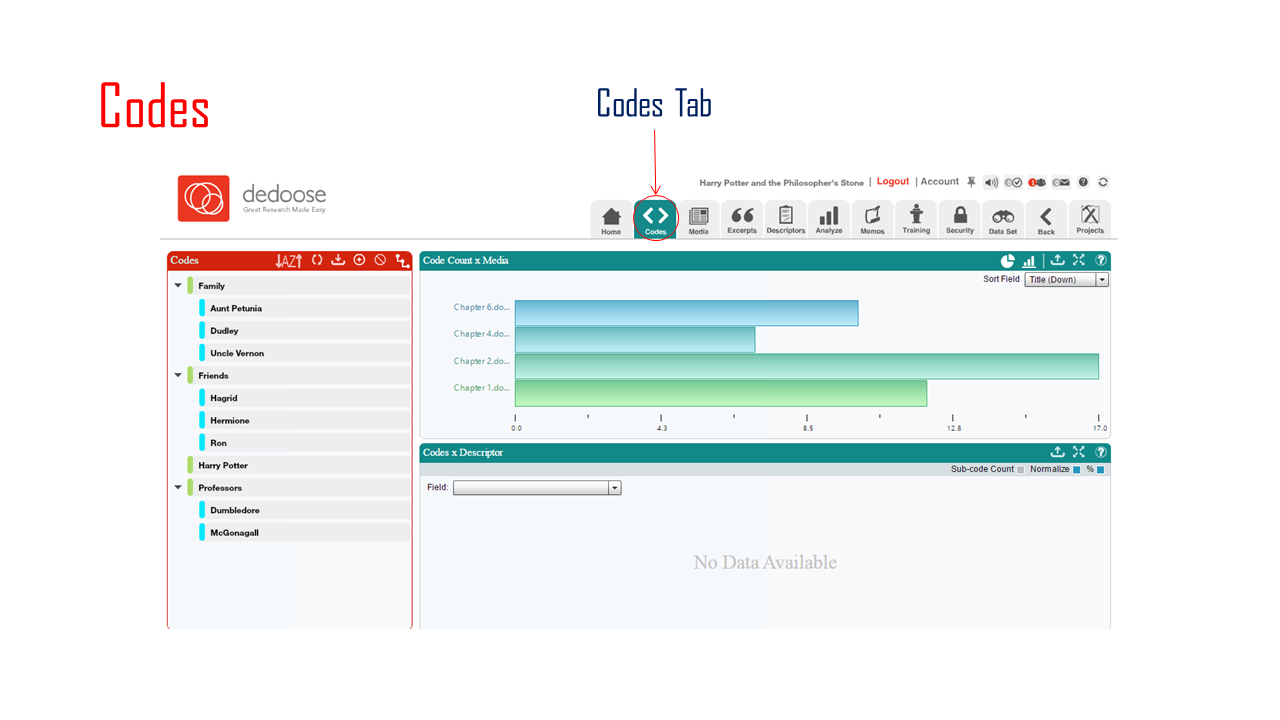 Codes
Codes Tab
dedoose
Great Research Made Easy
Harry Potter and the Philosopher's Stone | Logout | Account
1
Home Codes Media Excerpts Descriptors Analyze Memos Training Security Data Set Back Projects
Codes AZ
Family
Aunt Petunia
Dudley
Uncle Vernon
Friends
Hagrid
Hermione
Ron
Harry Potter
Professors
Dumbledore
McGonagall
Code Count x Media
Sort Field Title (Down)
Chapter 6.do...
Chapter 4.do...
Chapter 2.do...
Chapter 1.do...
0.0 4.3 8.5 12.8 17.0
Codes x Descriptor
Sub-code Count Normalize %
Field:
No Data Available